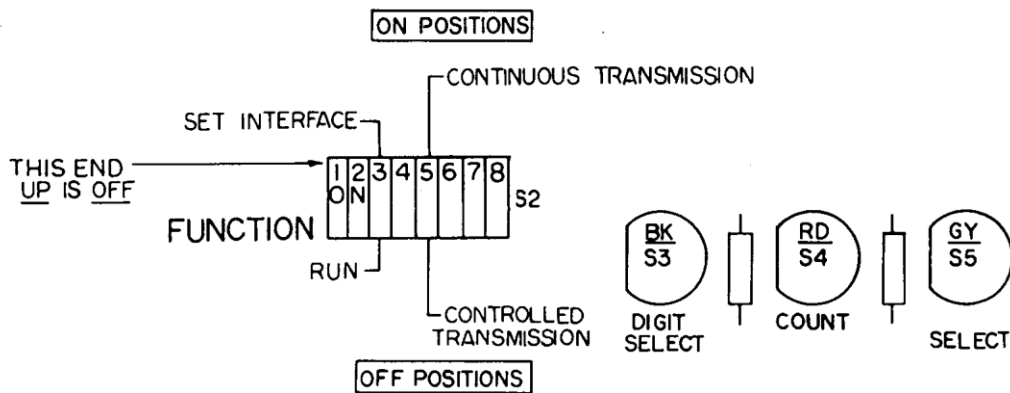 ON POSITIONS
CONTINUOUS TRANSMISSION
SET INTERFACE
THIS END
UP IS OFF
1 2 3 4 5 6 7 8
O N
S2
FUNCTION
RUN
CONTROLLED
TRANSMISSION
OFF POSITIONS
BK
S3
DIGIT
SELECT
RD
S4
COUNT
GY
S5
SELECT